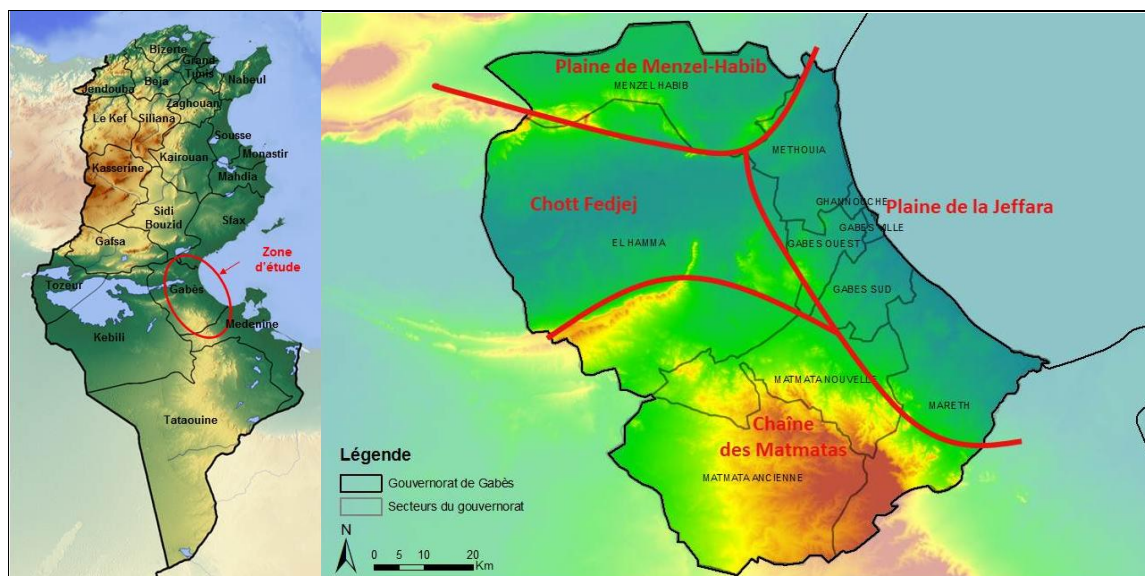 Bizerte
Grand-
Tunis
Nabeul
Beja
Jendouba
Zaghouan
Le Kef
Siliana
Sousse
Kairouan
Monastir
Kasserine
Mahdia
Sidi
Bouzid
Sfax
Gafsa
Zone
d'étude
Tozeur
Gabès
Medenine
Kebili
Tataouine
Plaine de Menzel-Habib
MENZEL HABIB
METHOUIA
Chott Fedjej
GHANNOUCHE
Plaine de la Jeffara
GABES VILLE
EL HAMMA
GABES OUEST
GABES SUD
MATMATA NOUVELLE
MARETH
Chaîne
des Matmatas
MATMATA ANCIENNE
Légende
Gouvernorat de Gabès
Secteurs du gouvernorat
N
0 5 10 20
Km